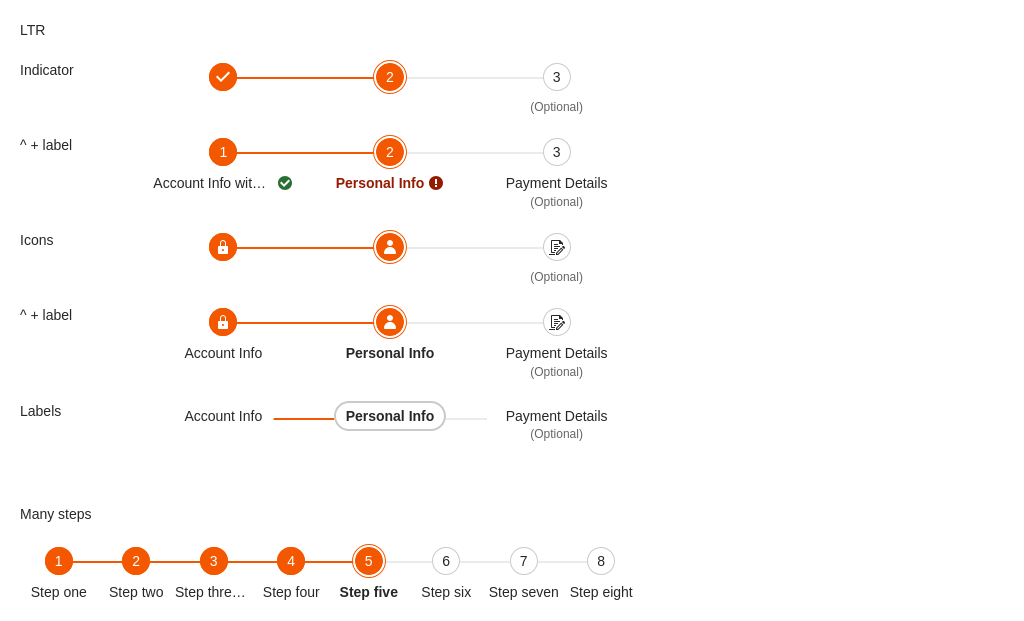 LTR
Indicator
2
3
(Optional)
^ + label
1
2
3
Account Info wit…
Personal Info
Payment Details
(Optional)
Icons
(Optional)
^ + label
Account Info
Personal Info
Payment Details
(Optional)
Labels
Account Info
Personal Info
Payment Details
(Optional)
Many steps
1
2
3
4
5
6
7
8
Step one
Step two
Step thre…
Step four
Step five
Step six
Step seven
Step eight